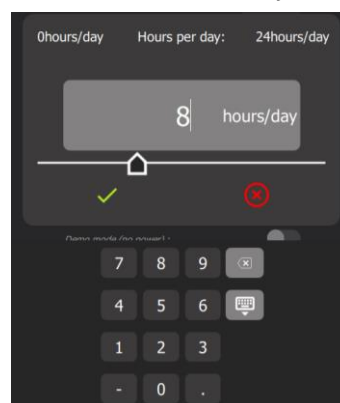 0hours/day Hours per day: 24hours/day
8 hours/day
Demo mode (no power) :
7 8 9
4 5 6
1 2 3
- 0 .